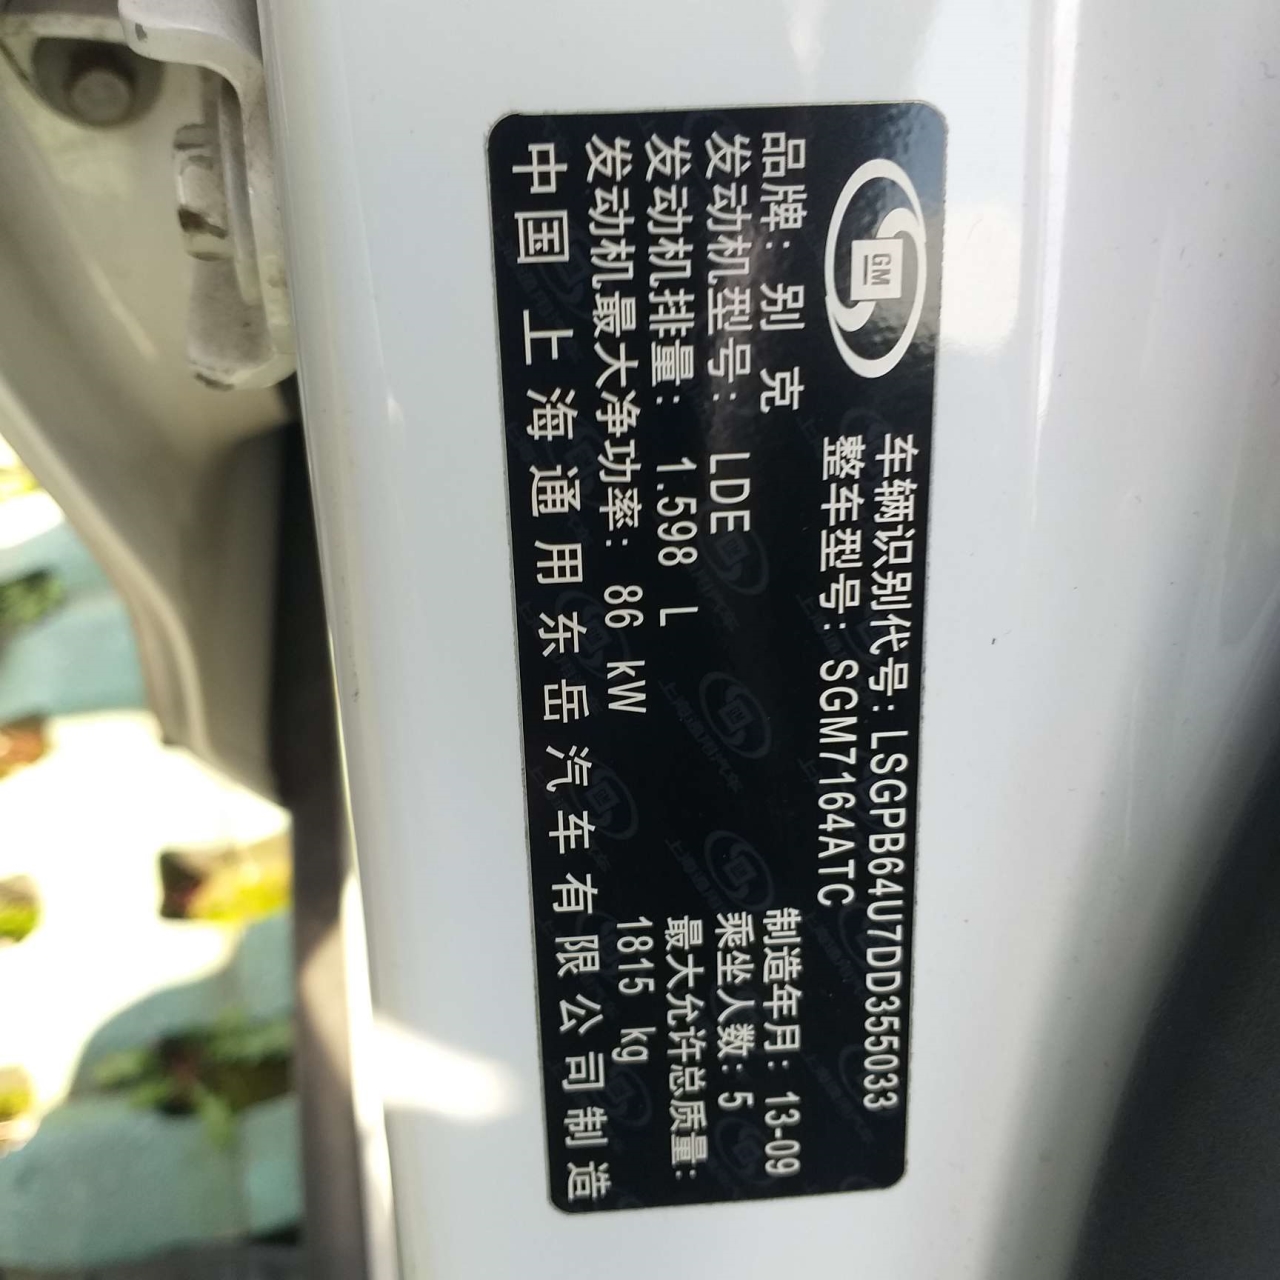 GM
车辆识别代号: LSGPB64U7DD355033
整车型号: SGM7164ATC
品牌: 别克
制造年月: 13-09
发动机型号: LDE
乘坐人数: 5
发动机排量: 1.598 L
最大允许总质量:
发动机最大净功率: 86 kW
1815 kg
中国上海通用东岳汽车有限公司制造